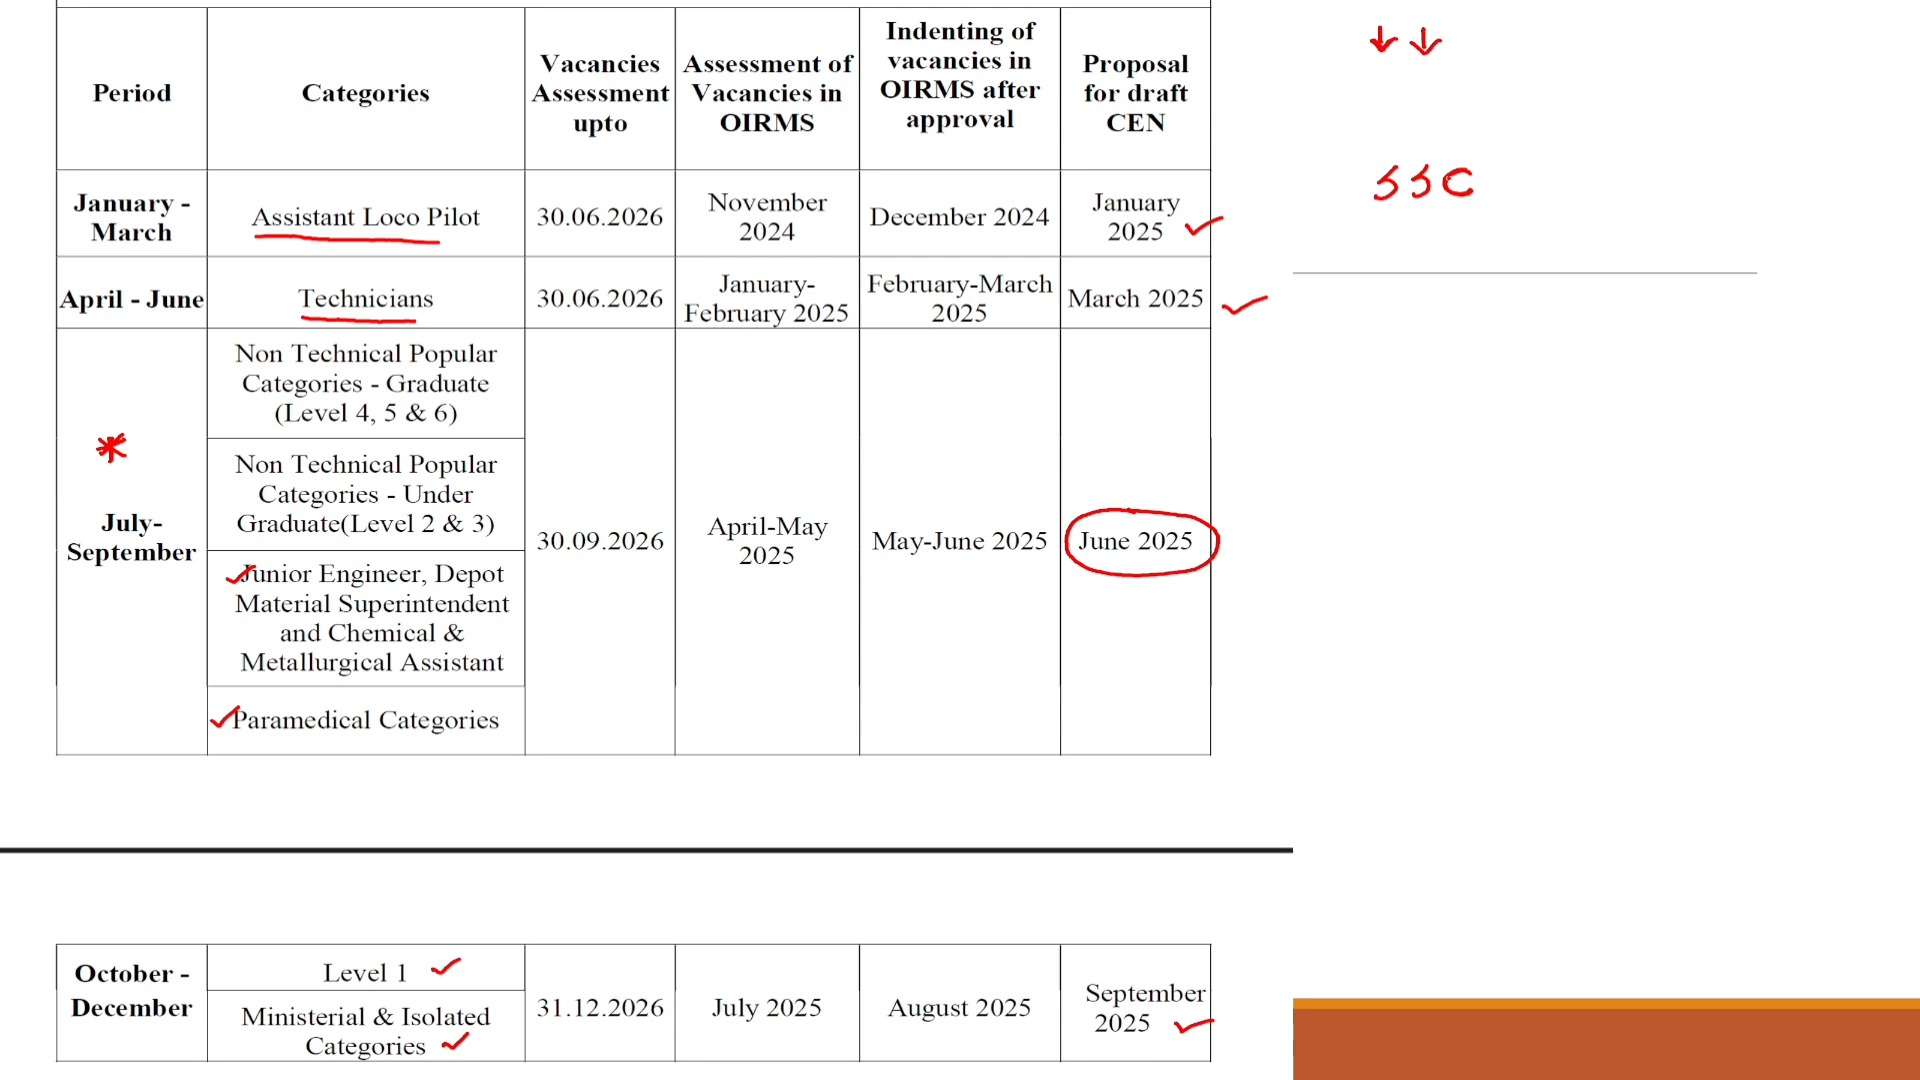 Period
Categories
Vacancies
Assessment
upto
Assessment of
Vacancies in
OIRMS
Indenting of
vacancies in
OIRMS after
approval
Proposal
for draft
CEN
January -
March
Assistant Loco Pilot
30.06.2026
November
2024
December 2024
January
2025
April - June
Technicians
30.06.2026
January-
February 2025
February-March
2025
March 2025
July-
September
Non Technical Popular
Categories - Graduate
(Level 4, 5 & 6)
Non Technical Popular
Categories - Under
Graduate(Level 2 & 3)
Junior Engineer, Depot
Material Superintendent
and Chemical &
Metallurgical Assistant
Paramedical Categories
30.09.2026
April-May
2025
May-June 2025
June 2025
October -
December
Level 1
Ministerial & Isolated
Categories
31.12.2026
July 2025
August 2025
September
2025
SSC